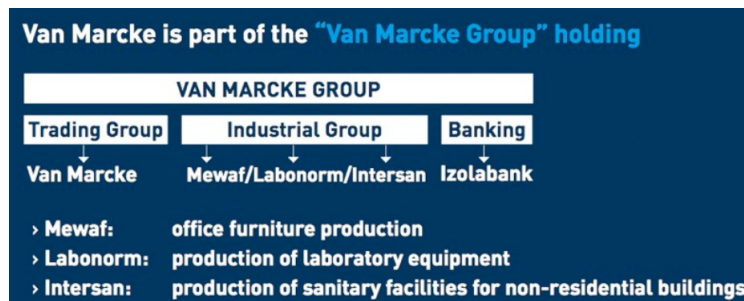 Van Marcke is part of the “Van Marcke Group” holding
VAN MARCKE GROUP
Trading Group Industrial Group Banking
Van Marcke Mewaf/Labonorm/Intersan Izolabank
› Mewaf: office furniture production
› Labonorm: production of laboratory equipment
› Intersan: production of sanitary facilities for non-residential buildings